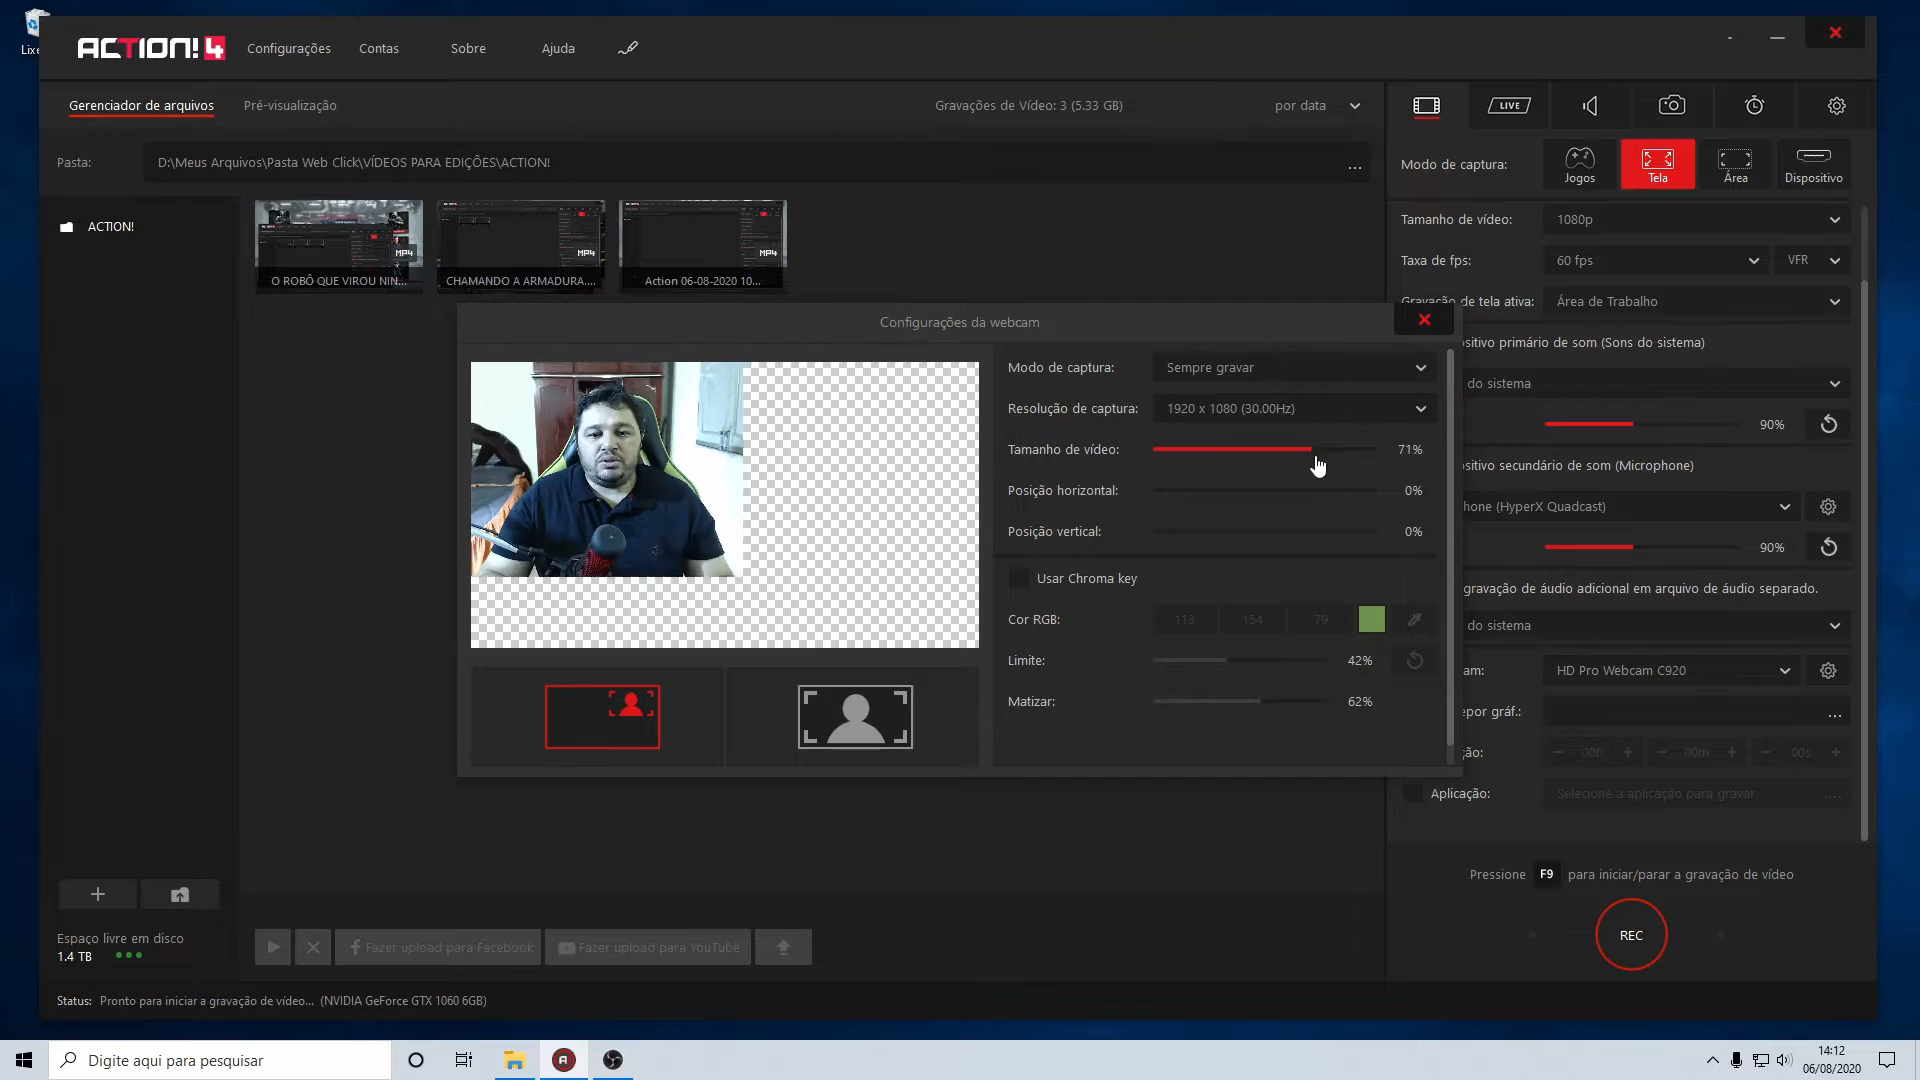 Lixe
ACTION! 4
Configurações
Contas
Sobre
Ajuda
Gerenciador de arquivos
Pré-visualização
Gravações de Vídeo: 3 (5.33 GB)
por data
LIVE
Pasta:
D:\Meus Arquivos\Pasta Web Click\VÍDEOS PARA EDIÇÕES\ACTION!
...
Modo de captura:
Jogos
Tela
Área
Dispositivo
ACTION!
MP4
O ROBÔ QUE VIROU NIN...
MP4
CHAMANDO A ARMADURA....
MP4
Action 06-08-2020 10...
Tamanho de vídeo:
1080p
Taxa de fps:
60 fps
VFR
Gravação de tela ativa:
Área de Trabalho
sitivo primário de som (Sons do sistema)
do sistema
90%
sitivo secundário de som (Microphone)
hone (HyperX Quadcast)
90%
gravação de áudio adicional em arquivo de áudio separado.
do sistema
am:
HD Pro Webcam C920
epor gráf.:
...
ção:
00h
00m
00s
Aplicação:
Selecione a aplicação para gravar
...
Configurações da webcam
Modo de captura:
Sempre gravar
Resolução de captura:
1920 x 1080 (30.00Hz)
Tamanho de vídeo:
71%
Posição horizontal:
0%
Posição vertical:
0%
Usar Chroma key
Cor RGB:
113
154
79
Limite:
42%
Matizar:
62%
Pressione F9 para iniciar/parar a gravação de vídeo
REC
Espaço livre em disco
1.4 TB
Fazer upload para Facebook
Fazer upload para YouTube
Status: Pronto para iniciar a gravação de vídeo... (NVIDIA GeForce GTX 1060 6GB)
Digite aqui para pesquisar
14:12
06/08/2020